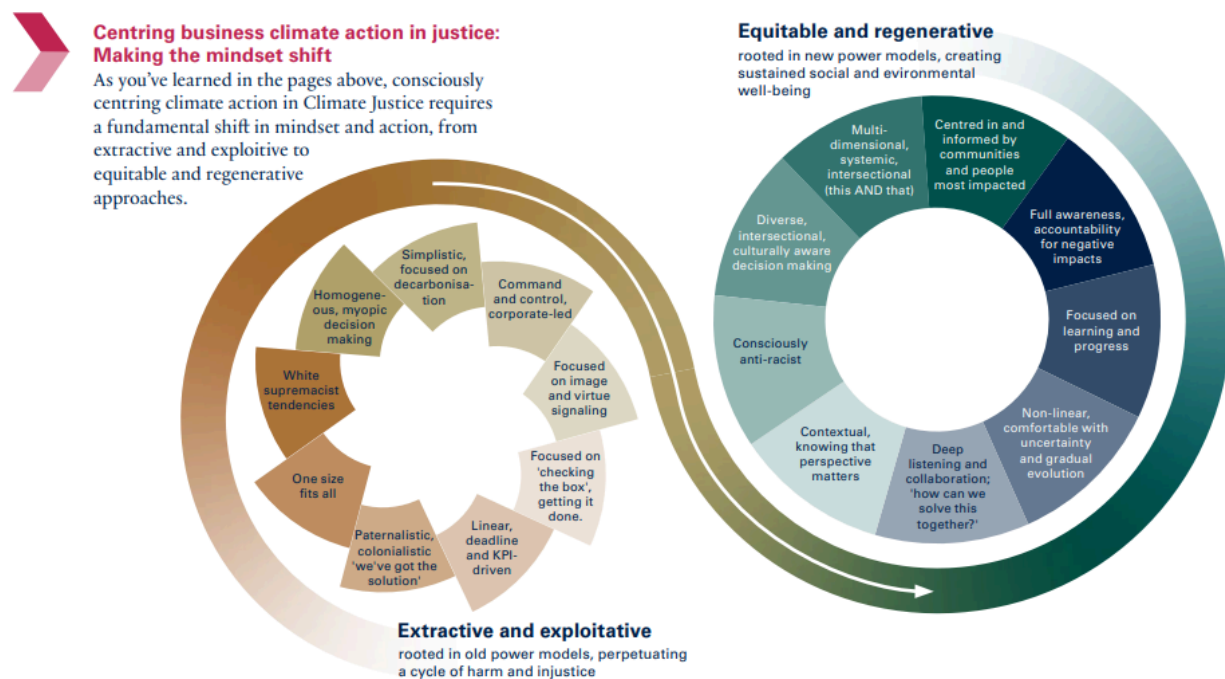 Centring business climate action in justice:
Making the mindset shift
As you’ve learned in the pages above, consciously
centring climate action in Climate Justice requires
a fundamental shift in mindset and action, from
extractive and exploitive to
equitable and regenerative
approaches.
Simplistic,
focused on
decarbonisa-
tion
Command
and control,
corporate-led
Focused
on image
and virtue
signaling
Focused on
'checking
the box',
getting it
done.
Linear,
deadline
and KPI-
driven
Paternalistic,
colonialistic
'we've got the
solution'
One size
fits all
White
supremacist
tendencies
Homogene-
ous, myopic
decision
making
Extractive and exploitative
rooted in old power models, perpetuating
a cycle of harm and injustice
Equitable and regenerative
rooted in new power models, creating
sustained social and evironmental
well-being
Multi-
dimensional,
systemic,
intersectional
(this AND that)
Centred in and
informed by
communities
and people
most impacted
Full awareness,
accountability
for negative
impacts
Focused on
learning and
progress
Non-linear,
comfortable with
uncertainty
and gradual
evolution
Deep
listening and
collaboration;
'how can we
solve this
together?'
Contextual,
knowing that
perspective
matters
Consciously
anti-racist
Diverse,
intersectional,
culturally aware
decision making